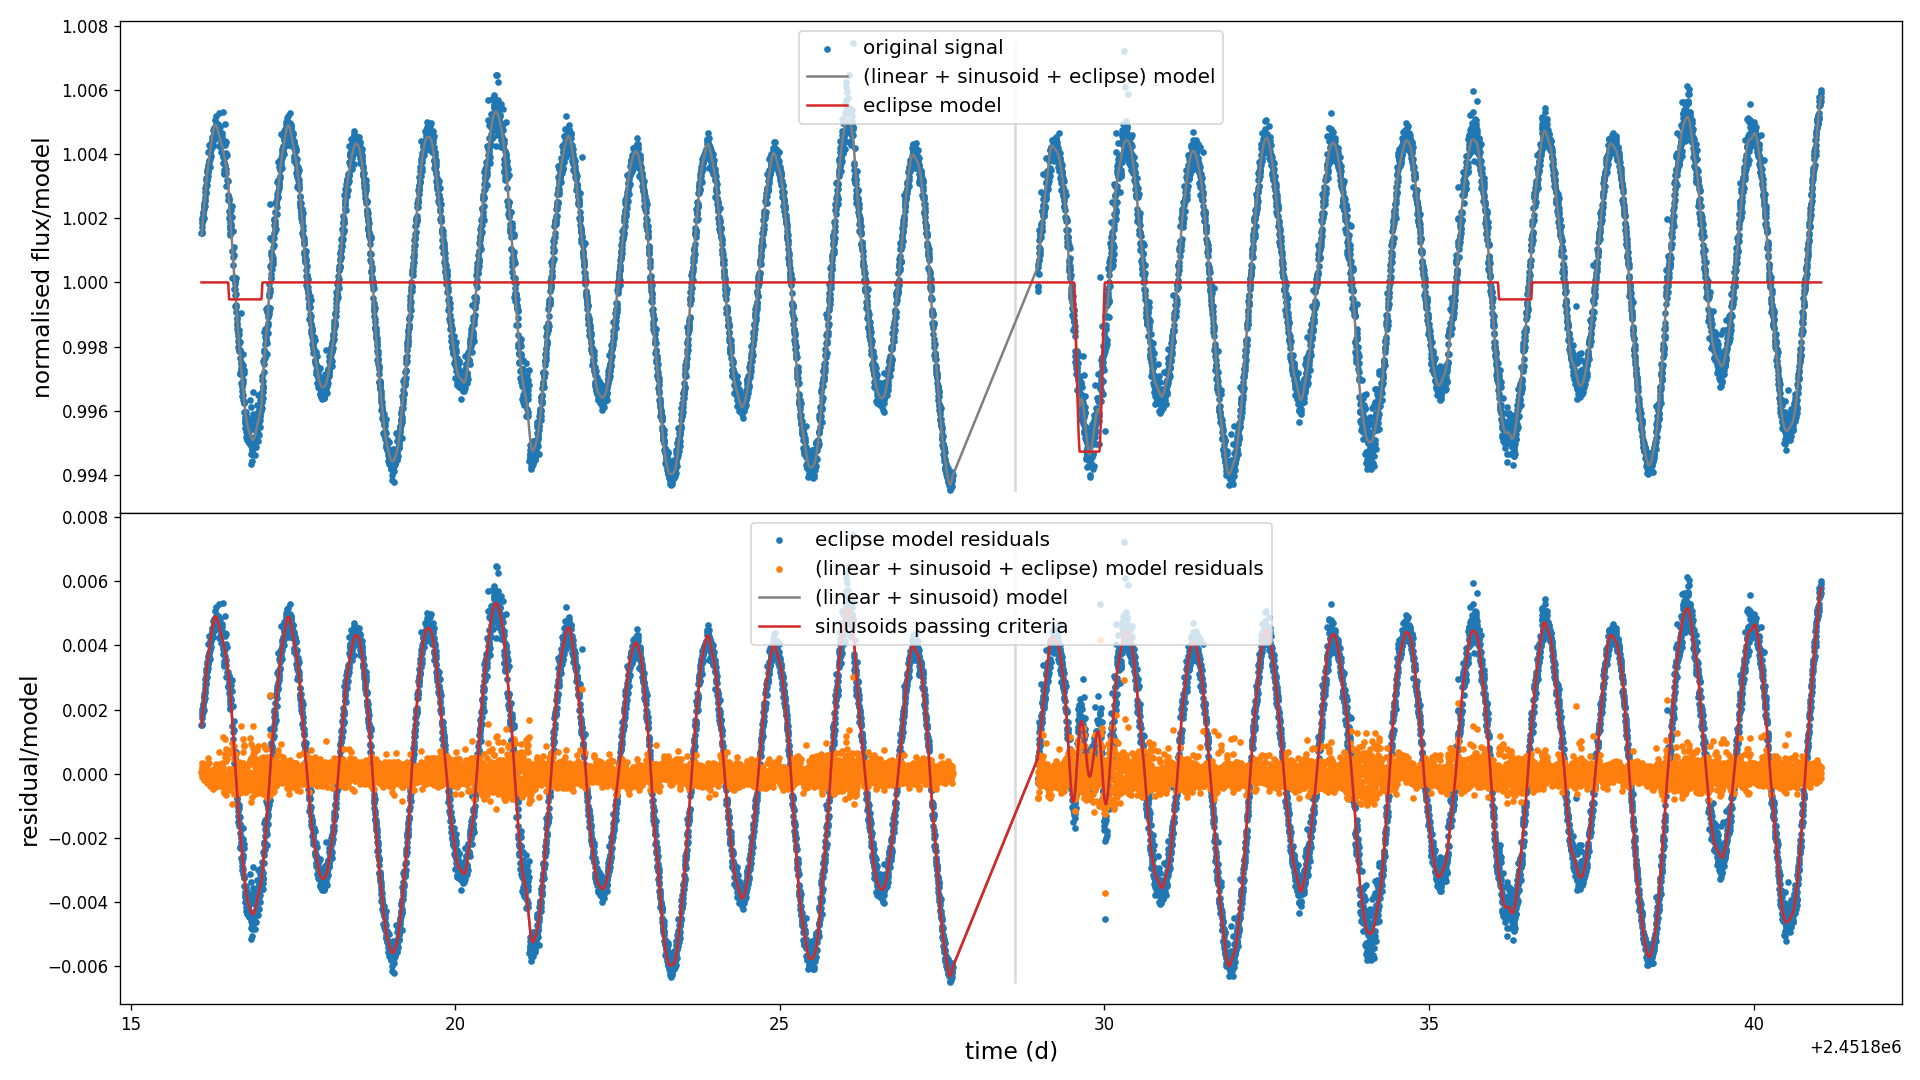 1.008
1.006
1.004
1.002
1.000
0.998
0.996
0.994
normalised flux/model
original signal
(linear + sinusoid + eclipse) model
eclipse model
0.008
0.006
0.004
0.002
0.000
−0.002
−0.004
−0.006
residual/model
eclipse model residuals
(linear + sinusoid + eclipse) model residuals
(linear + sinusoid) model
sinusoids passing criteria
15
20
25
30
35
40
time (d)
+2.4518e6